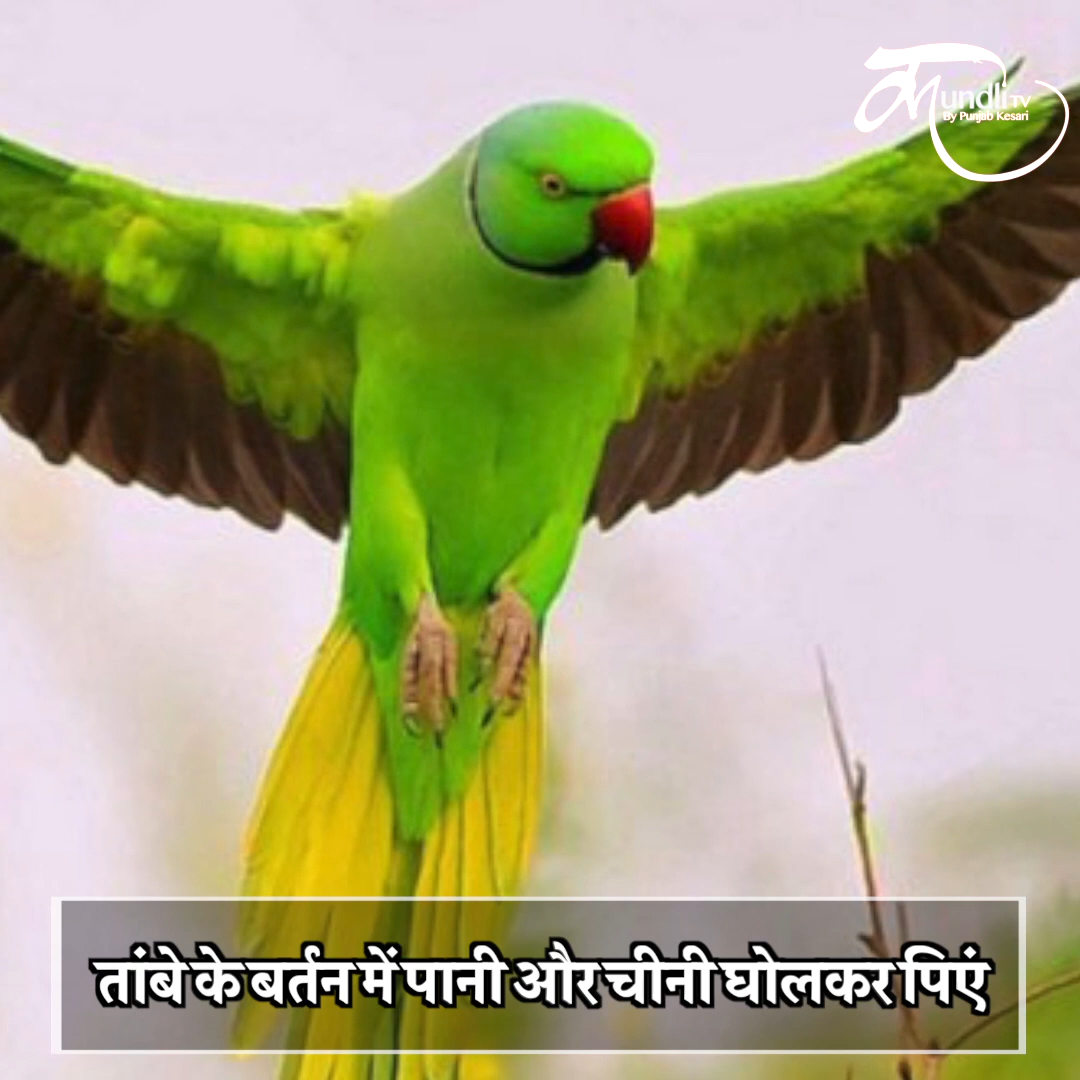 Kundli TV
By Punjab Kesari
तांबे के बर्तन में पानी और चीनी घोलकर पिएं